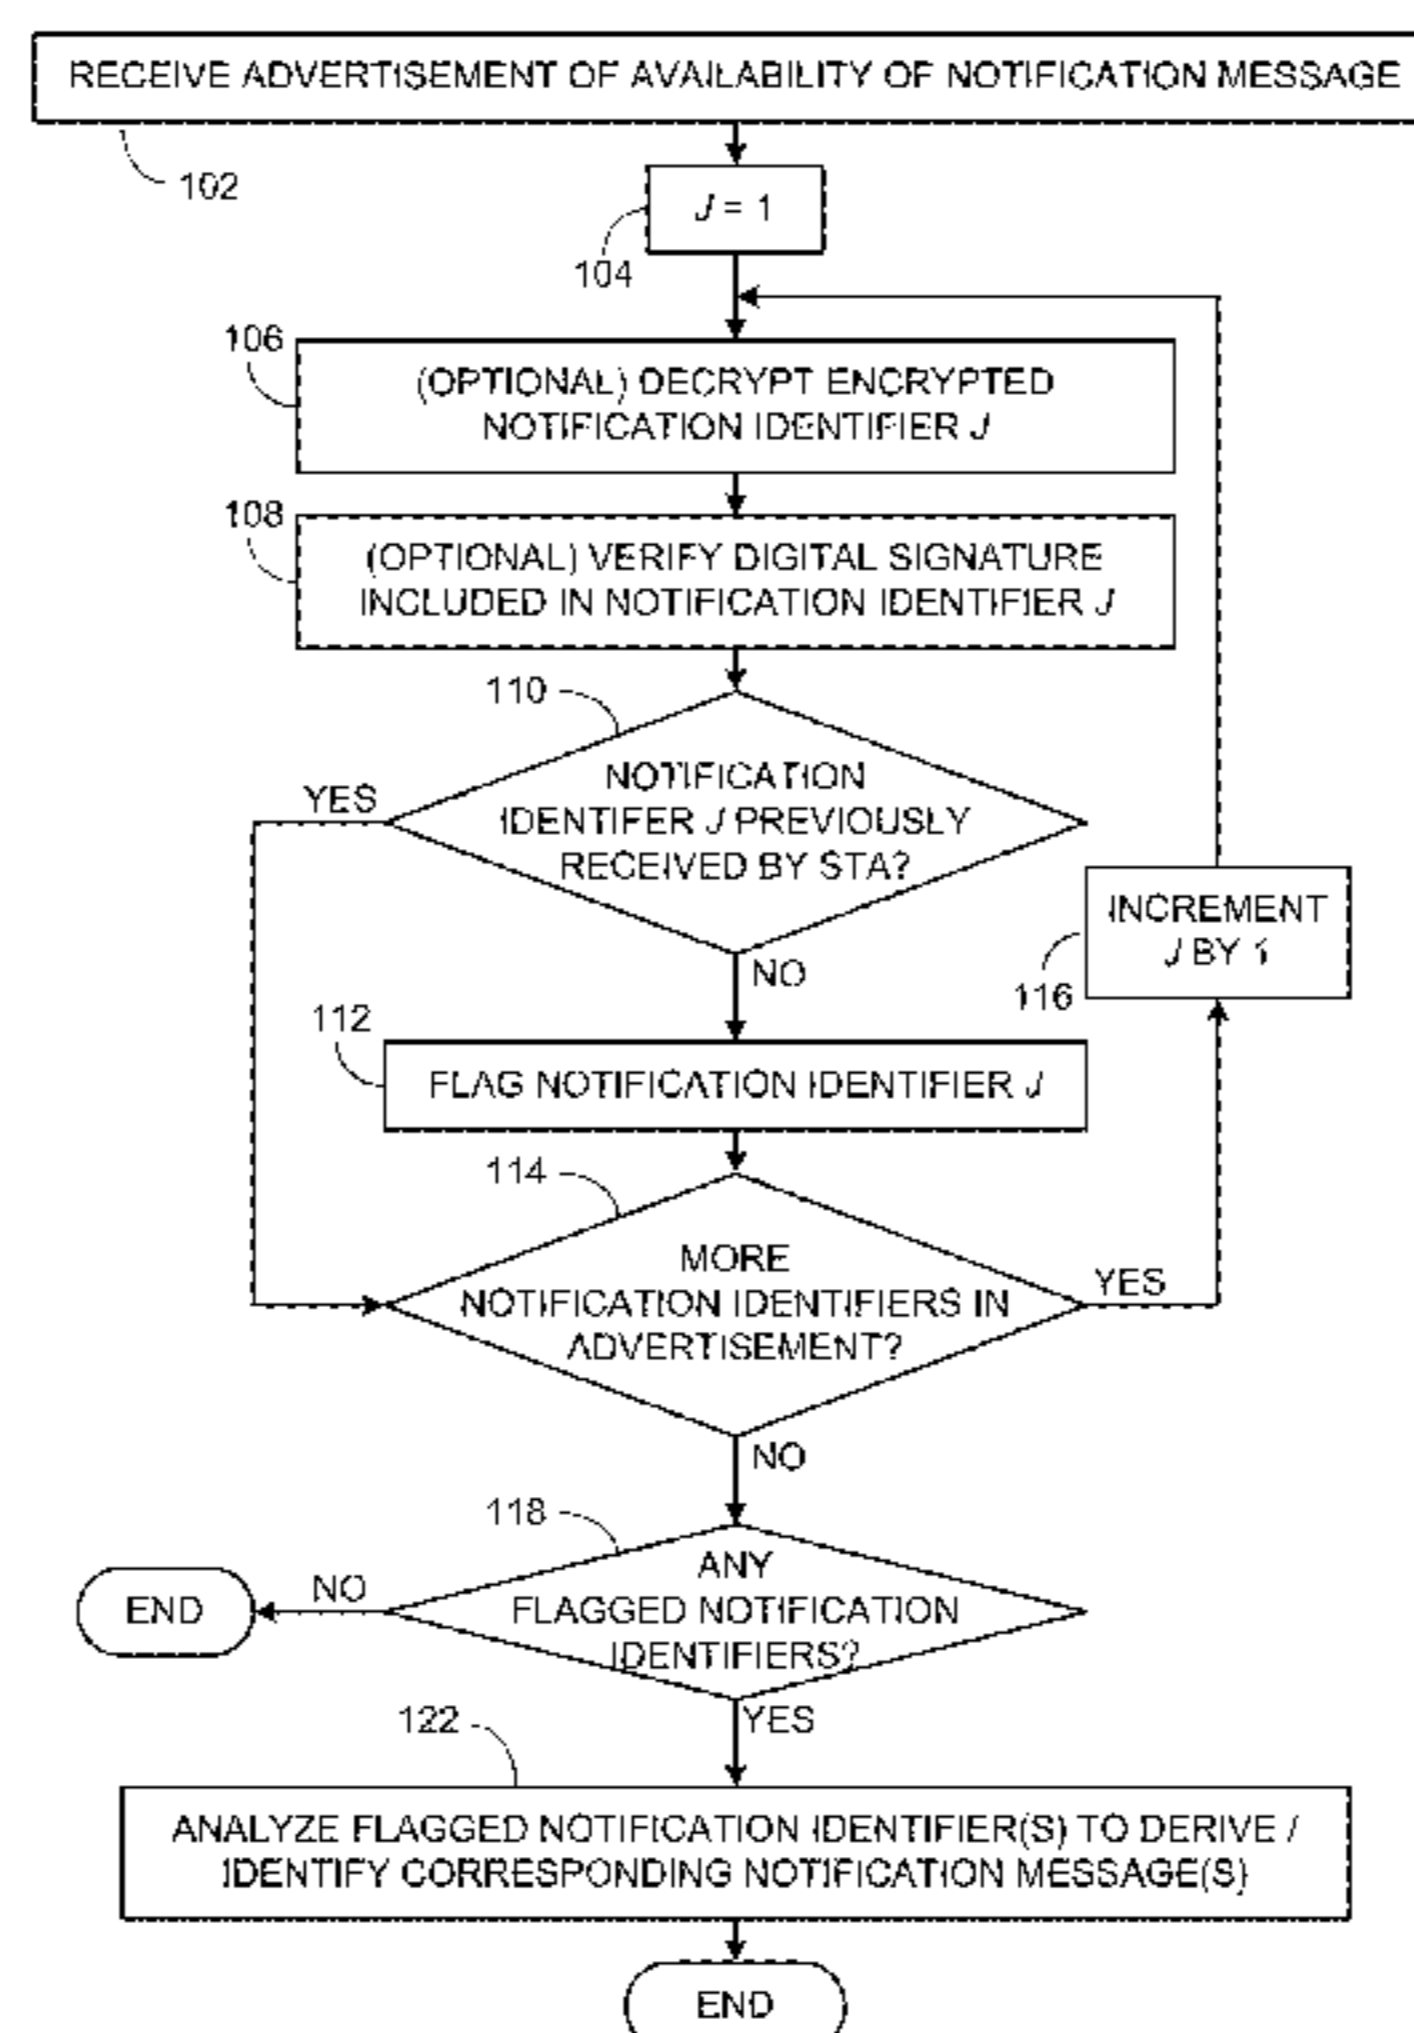 RECEIVE ADVERTISEMENT OF AVAILABILITY OF NOTIFICATION MESSAGE
102
J = 1
104
106
(OPTIONAL) DECRYPT ENCRYPTED
NOTIFICATION IDENTIFIER J
108
(OPTIONAL) VERIFY DIGITAL SIGNATURE
INCLUDED IN NOTIFICATION IDENTIFIER J
110
NOTIFICATION
IDENTIFER J PREVIOUSLY
RECEIVED BY STA?
YES
NO
INCREMENT
J BY 1
116
112
FLAG NOTIFICATION IDENTIFIER J
114
MORE
NOTIFICATION IDENTIFIERS IN
ADVERTISEMENT?
YES
NO
118
ANY
FLAGGED NOTIFICATION
IDENTIFIERS?
NO
END
YES
122
ANALYZE FLAGGED NOTIFICATION IDENTIFIER(S) TO DERIVE /
IDENTIFY CORRESPONDING NOTIFICATION MESSAGE(S)
END